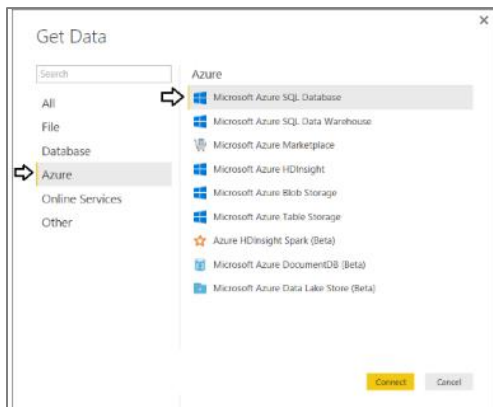 Get Data
Search
All
File
Database
Azure
Online Services
Other
Azure
Microsoft Azure SQL Database
Microsoft Azure SQL Data Warehouse
Microsoft Azure Marketplace
Microsoft Azure HDInsight
Microsoft Azure Blob Storage
Microsoft Azure Table Storage
Azure HDInsight Spark (Beta)
Microsoft Azure DocumentDB (Beta)
Microsoft Azure Data Lake Store (Beta)
Connect
Cancel